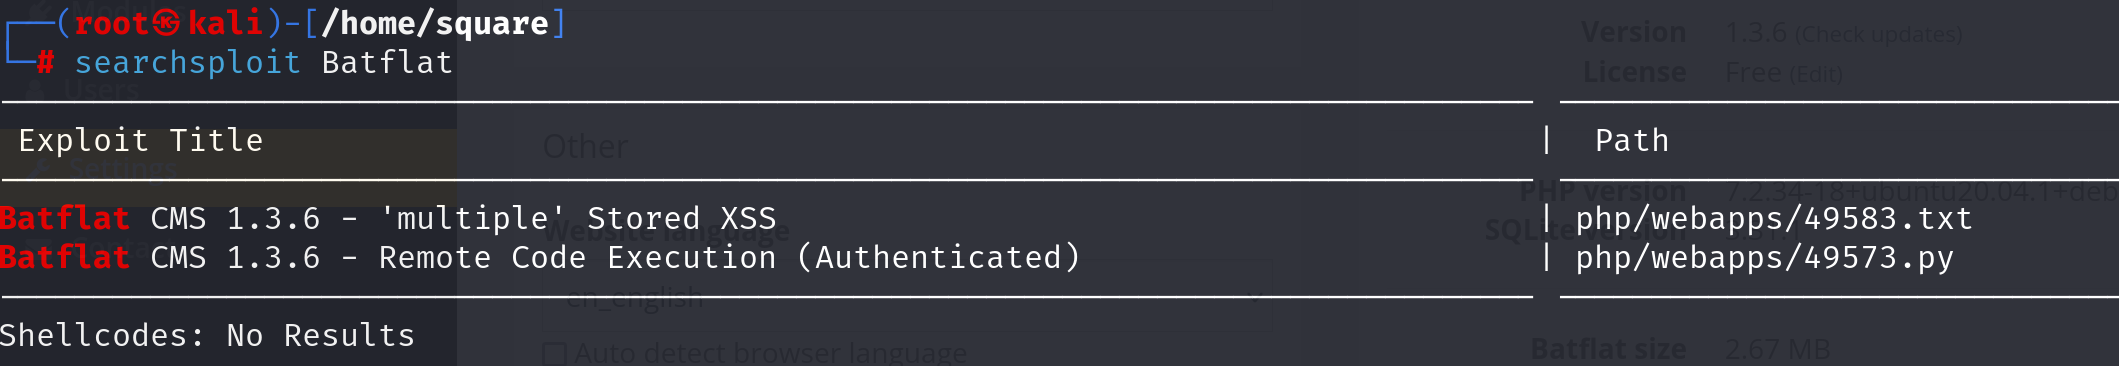 ┌──(root㉿kali)-[/home/square]
└─# searchsploit Batflat
Exploit Title | Path
Batflat CMS 1.3.6 - 'multiple' Stored XSS | php/webapps/49583.txt
Batflat CMS 1.3.6 - Remote Code Execution (Authenticated) | php/webapps/49573.py
Shellcodes: No Results
Modules
Users
Settings
Other
Website language
en_english
Auto detect browser language
Version 1.3.6 (Check updates)
License Free (Edit)
PHP version 7.2.34-18+ubuntu20.04.1+deb
SQLite version
Batflat size 2.67 MB